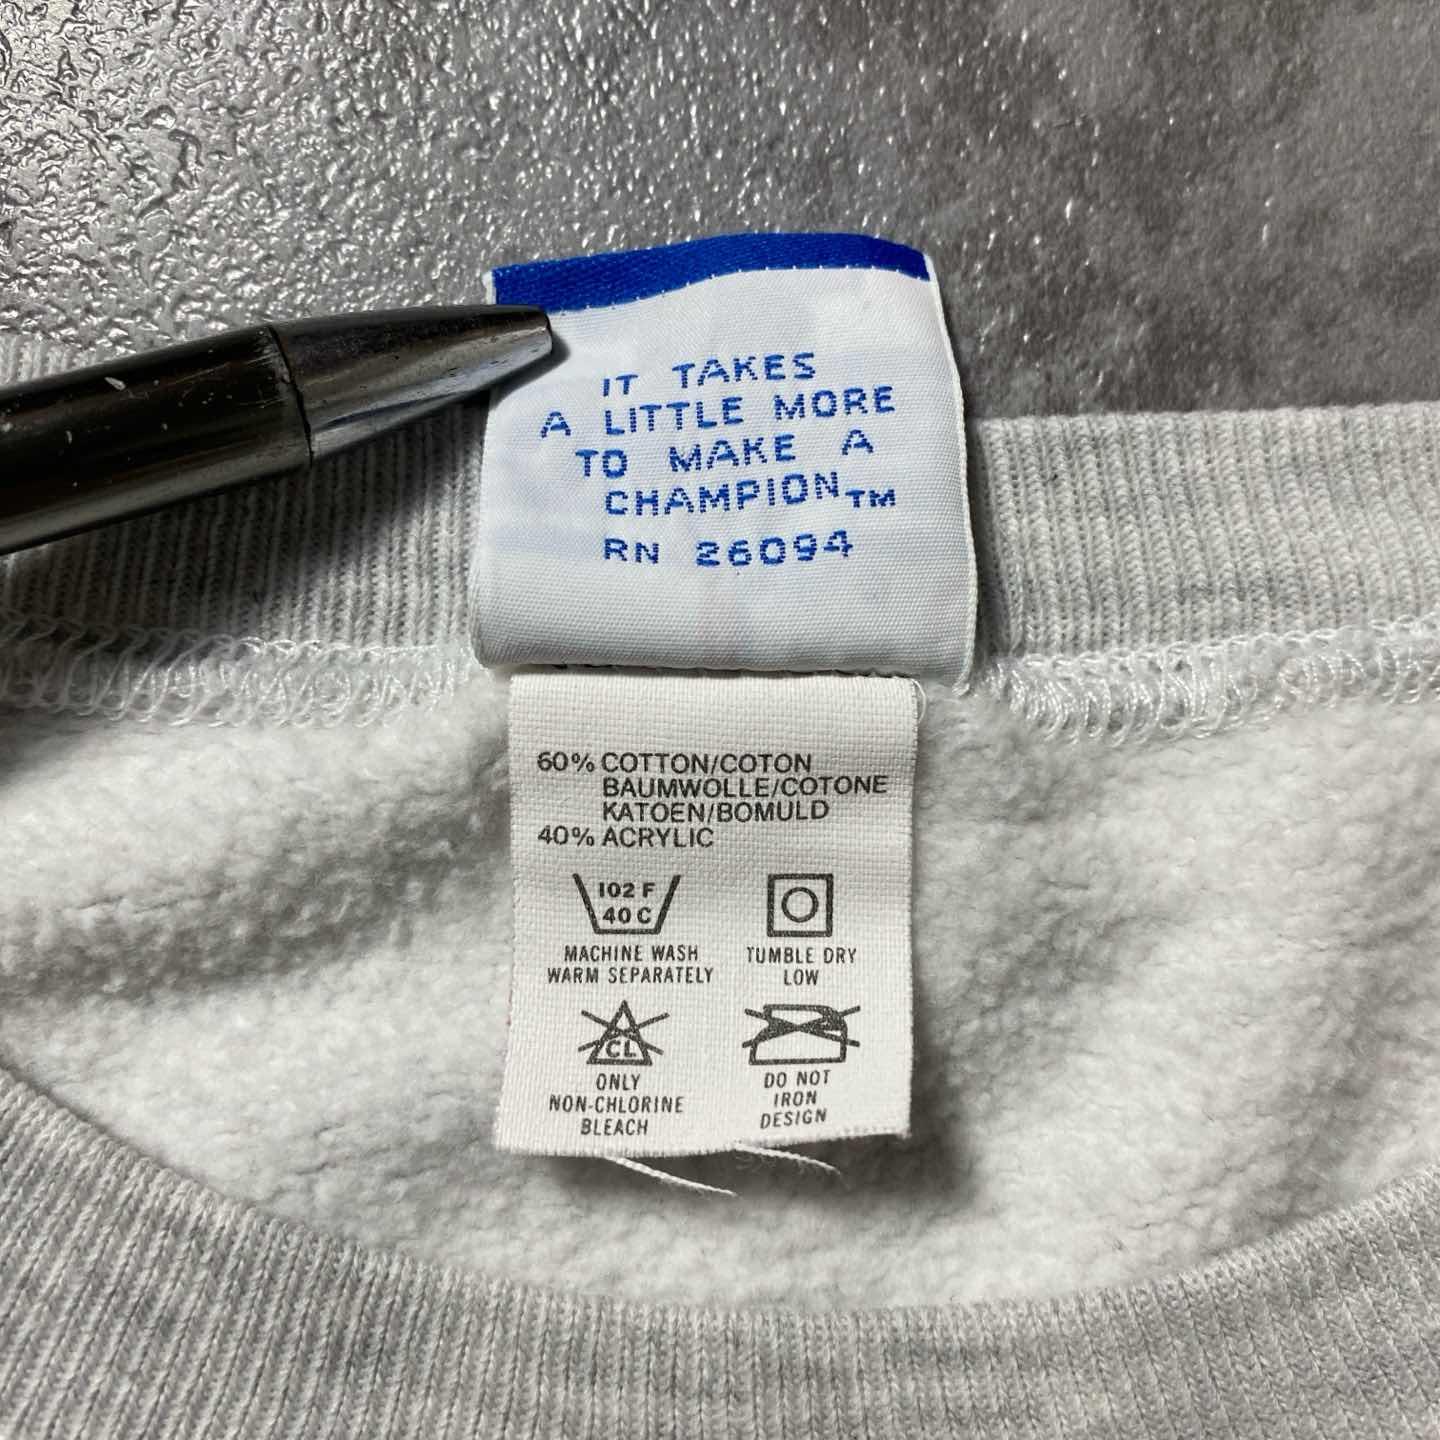 IT TAKES
A LITTLE MORE
TO MAKE A
CHAMPION™
RN 26094
60% COTTON/COTON
BAUMWOLLE/COTONE
KATOEN/BOMULD
40% ACRYLIC
102 F
40 C
MACHINE WASH
WARM SEPARATELY
TUMBLE DRY
LOW
CL
ONLY
NON-CHLORINE
BLEACH
DO NOT
IRON
DESIGN